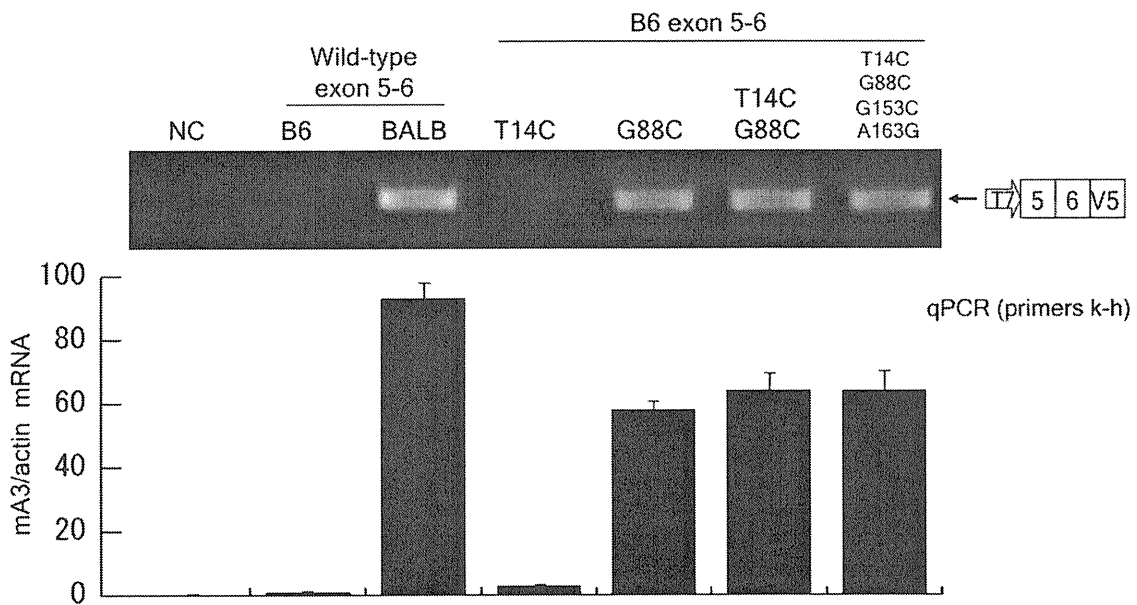 B6 exon 5-6
Wild-type
exon 5-6
NC
B6
BALB
T14C
G88C
T14C
G88C
T14C
G88C
G153C
A163G
T 5 6 V5
100
80
60
40
20
0
mA3/actin mRNA
qPCR (primers k-h)